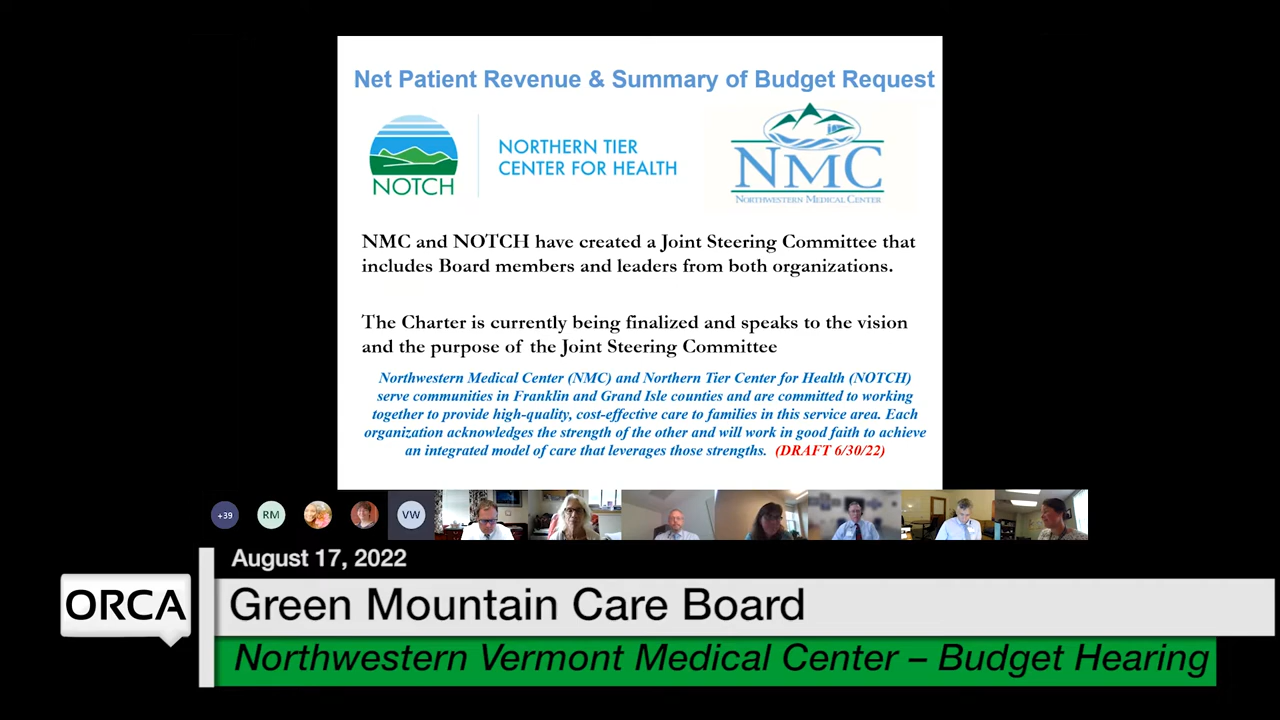 Net Patient Revenue & Summary of Budget Request
NOTCH
NORTHERN TIER
CENTER FOR HEALTH
NMC
NORTHWESTERN MEDICAL CENTER
NMC and NOTCH have created a Joint Steering Committee that
includes Board members and leaders from both organizations.
The Charter is currently being finalized and speaks to the vision
and the purpose of the Joint Steering Committee
Northwestern Medical Center (NMC) and Northern Tier Center for Health (NOTCH)
serve communities in Franklin and Grand Isle counties and are committed to working
together to provide high-quality, cost-effective care to families in this service area. Each
organization acknowledges the strength of the other and will work in good faith to achieve
an integrated model of care that leverages those strengths. (DRAFT 6/30/22)
+39
RM
VW
August 17, 2022
ORCA
Green Mountain Care Board
Northwestern Vermont Medical Center – Budget Hearing